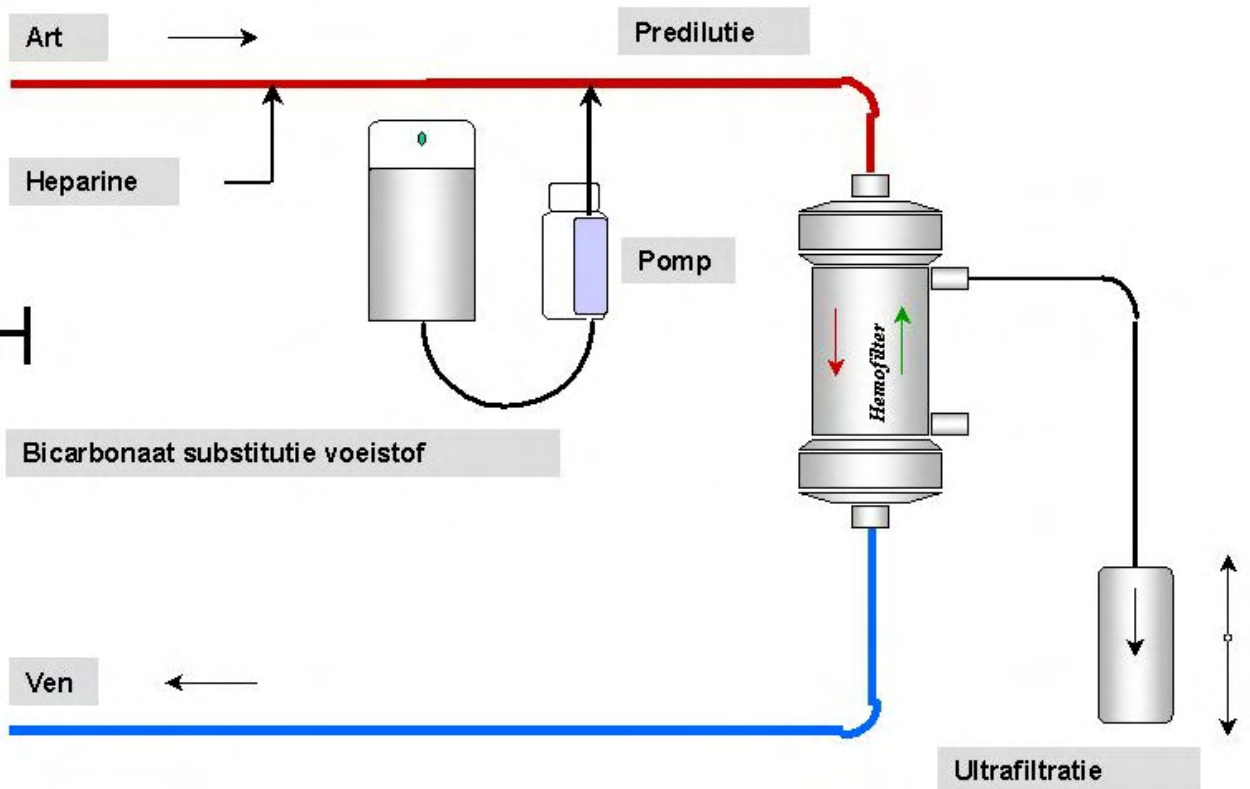 Art
Predilutie
Heparine
Pomp
Hemofilter
Bicarbonaat substitutie voeistof
Ven
Ultrafiltratie